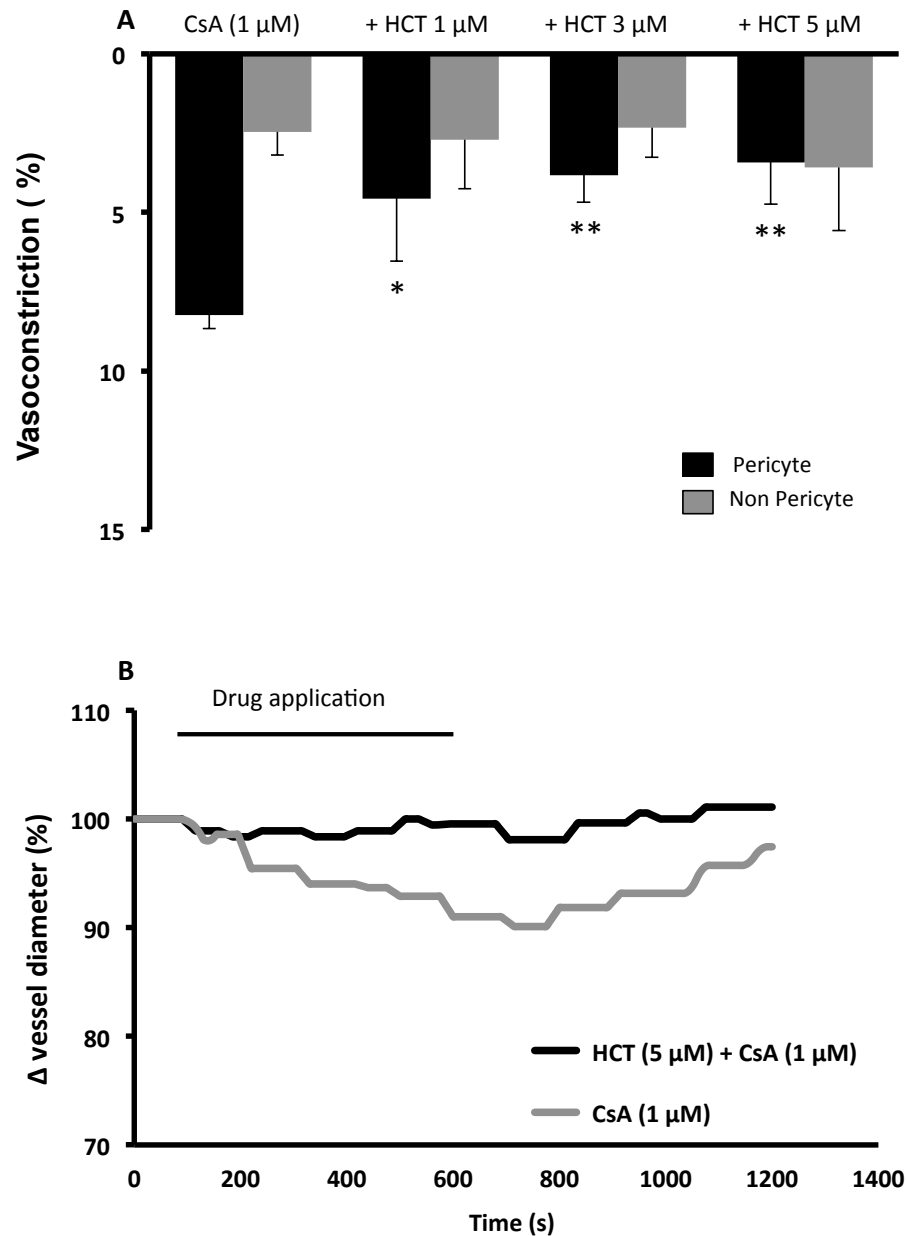 A
CsA (1 µM) + HCT 1 µM + HCT 3 µM + HCT 5 µM
0
5
10
15
Vasoconstriction ( %)
*
**
**
Pericyte
Non Pericyte
B
Drug application
110
100
90
80
70
Δ vessel diameter (%)
HCT (5 µM) + CsA (1 µM)
CsA (1 µM)
0 200 400 600 800 1000 1200 1400
Time (s)